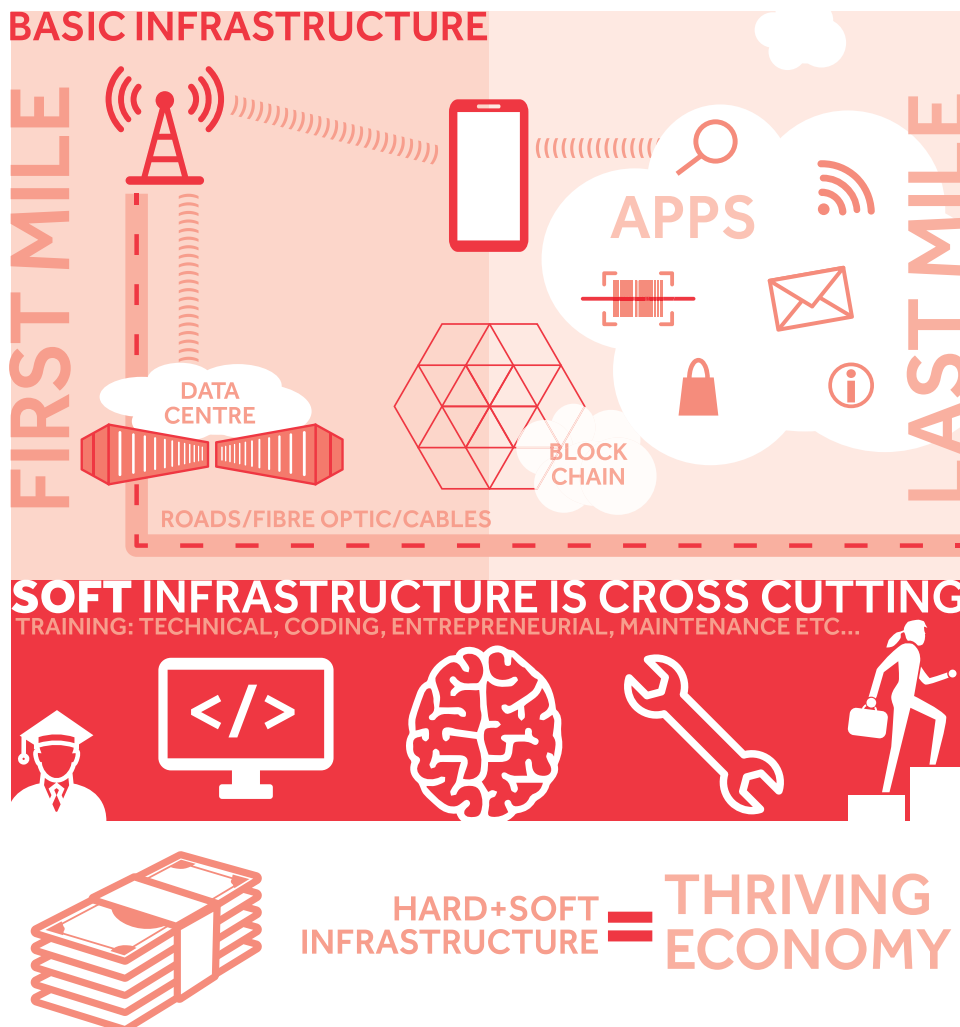 BASIC INFRASTRUCTURE
FIRST MILE
LAST MILE
APPS
DATA
CENTRE
BLOCK
CHAIN
ROADS/FIBRE OPTIC/CABLES
SOFT INFRASTRUCTURE IS CROSS CUTTING
TRAINING: TECHNICAL, CODING, ENTREPRENEURIAL, MAINTENANCE ETC...
</>
HARD+SOFT
INFRASTRUCTURE
=
THRIVING
ECONOMY